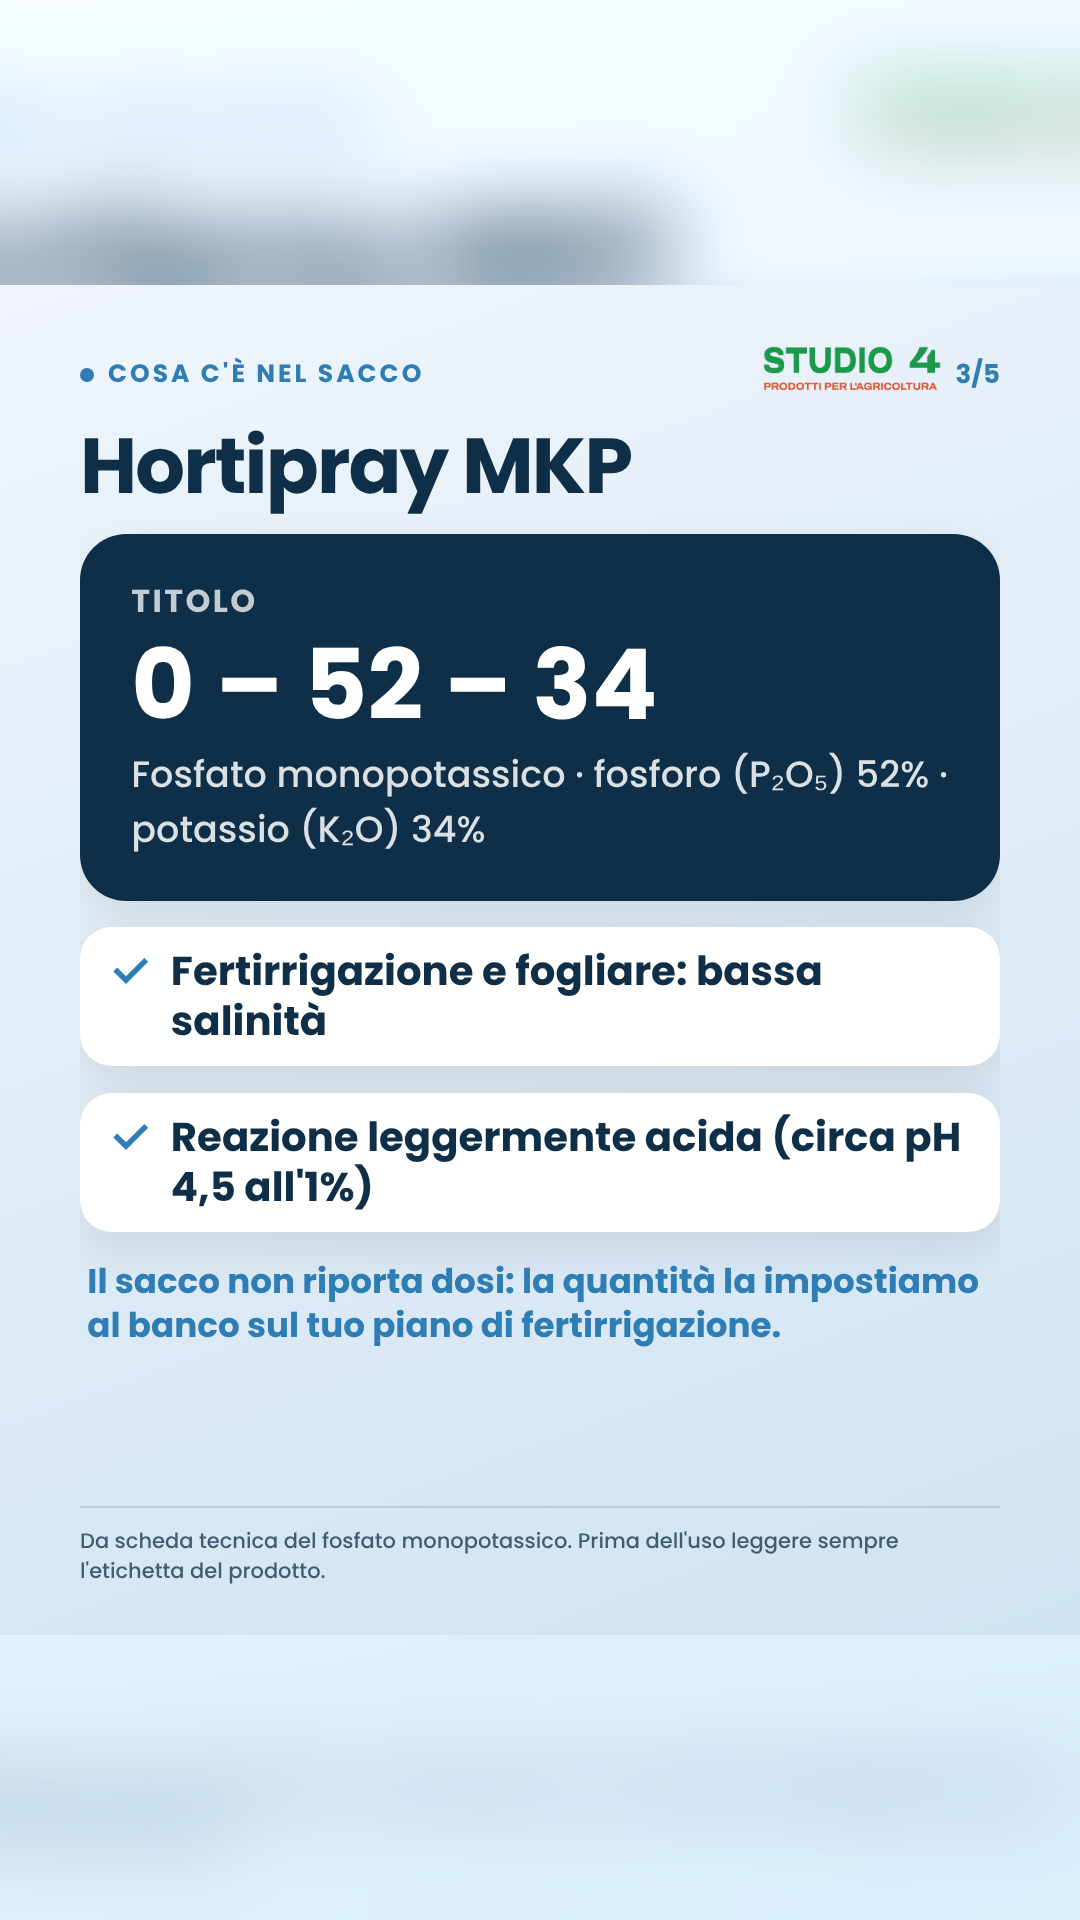 COSA C'È NEL SACCO
STUDIO 4
PRODOTTI PER L'AGRICOLTURA
3/5
Hortipray MKP
TITOLO
0 – 52 – 34
Fosfato monopotassico · fosforo (P₂O₅) 52% ·
potassio (K₂O) 34%
Fertirrigazione e fogliare: bassa
salinità
Reazione leggermente acida (circa pH
4,5 all'1%)
Il sacco non riporta dosi: la quantità la impostiamo
al banco sul tuo piano di fertirrigazione.
Da scheda tecnica del fosfato monopotassico. Prima dell'uso leggere sempre
l'etichetta del prodotto.